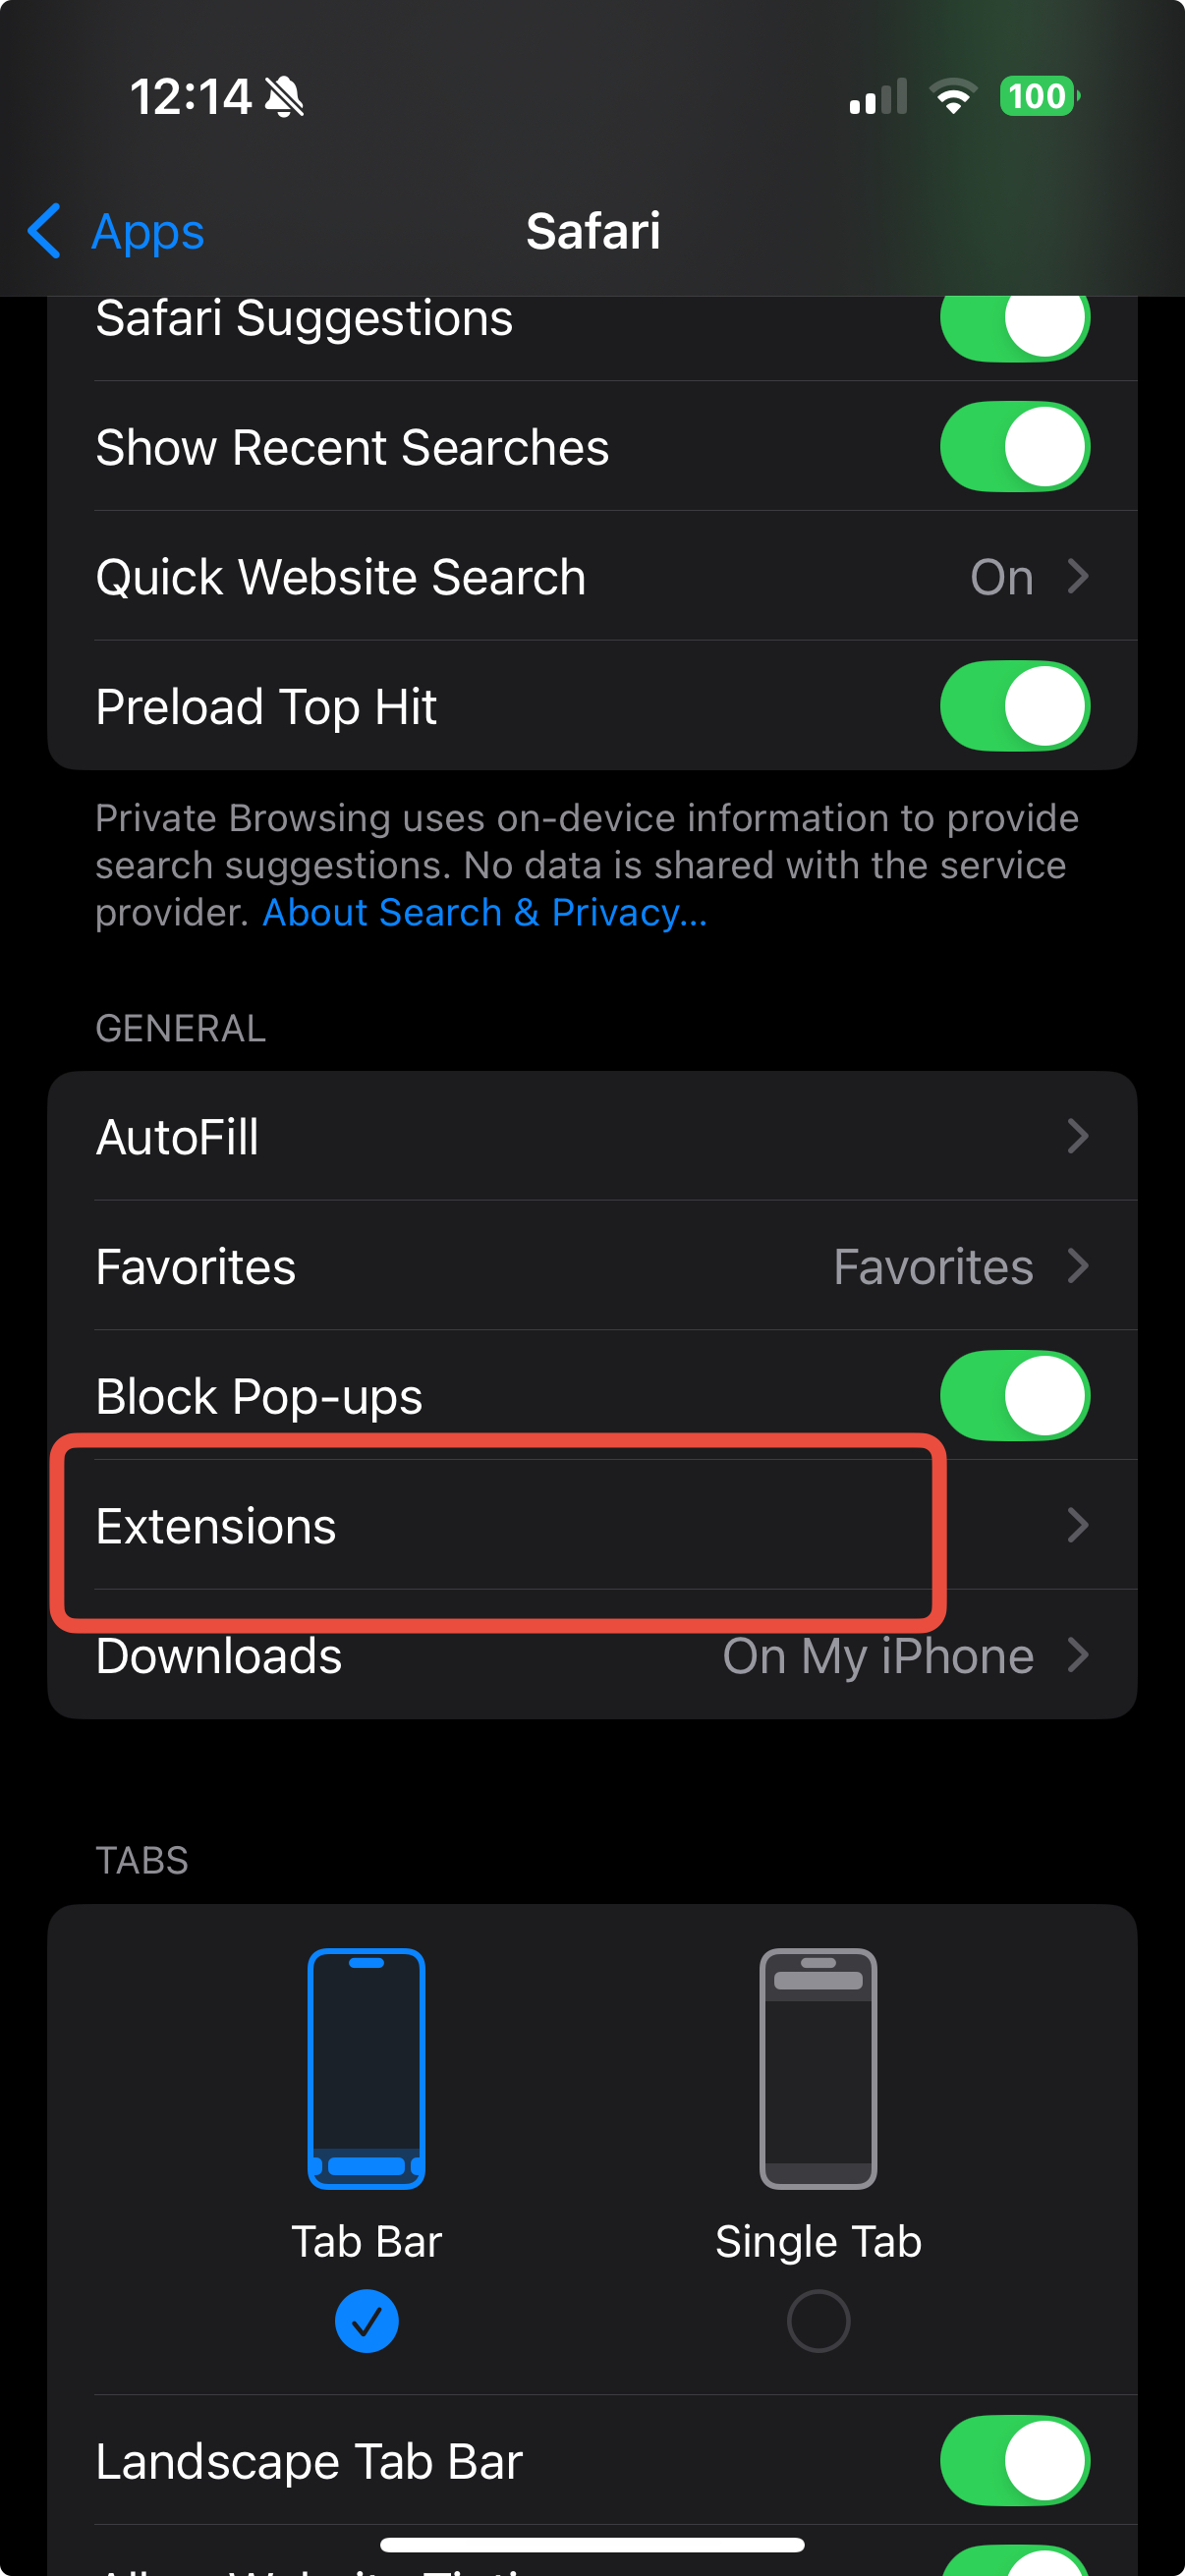 12:14
100
Apps
Safari
Safari Suggestions
Show Recent Searches
Quick Website Search On
Preload Top Hit
Private Browsing uses on-device information to provide
search suggestions. No data is shared with the service
provider. About Search & Privacy...
GENERAL
AutoFill
Favorites Favorites
Block Pop-ups
Extensions
Downloads On My iPhone
TABS
Tab Bar Single Tab
Landscape Tab Bar